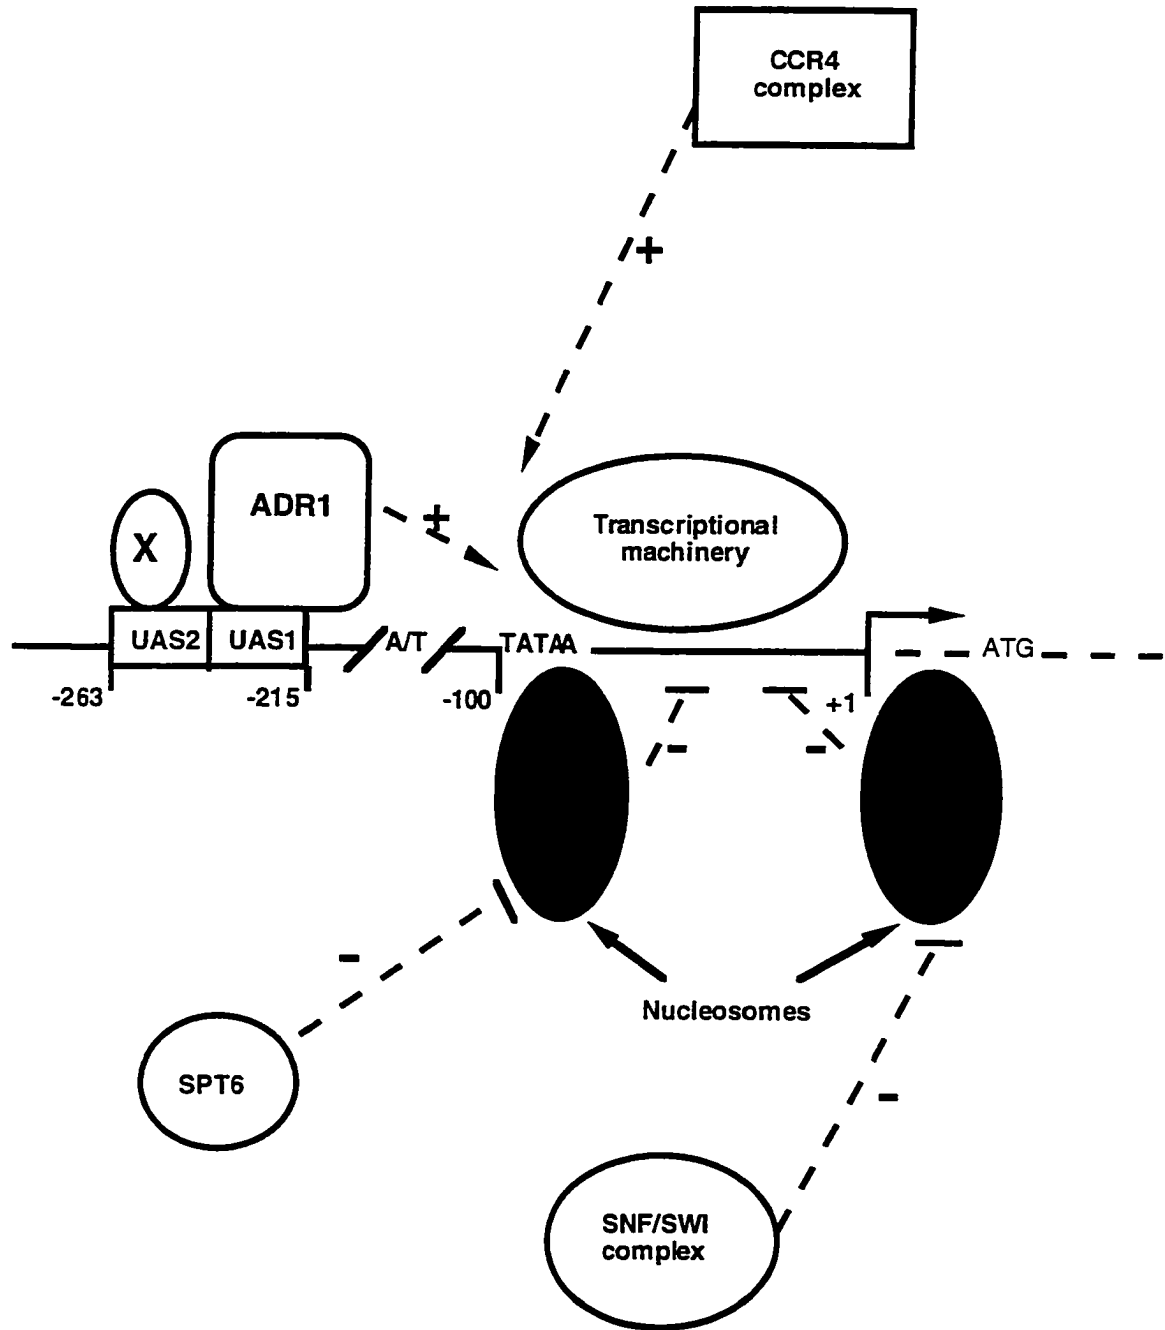 CCR4
complex
+
ADR1
+
X
Transcriptional
machinery
UAS2 UAS1 A/T TATAA ATG
-263 -215 -100 +1
- -
-
Nucleosomes
SPT6
-
SNF/SWI
complex